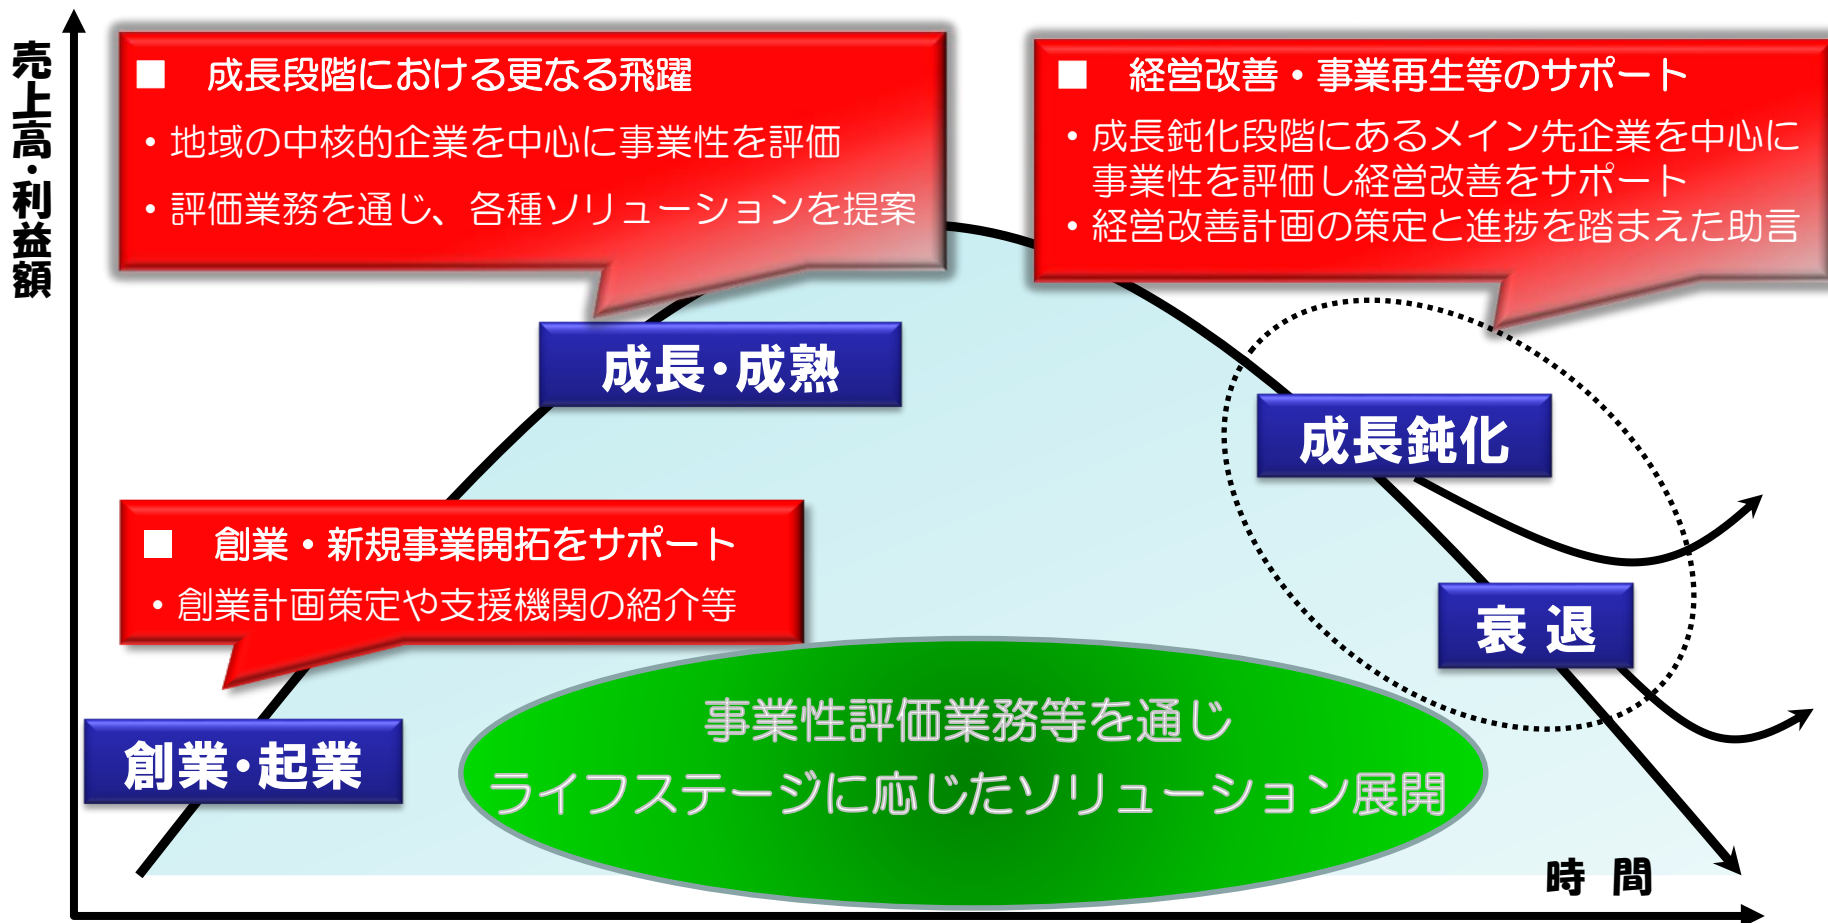 売上高・利益額
■ 成長段階における更なる飛躍
・地域の中核的企業を中心に事業性を評価
・評価業務を通じ、各種ソリューションを提案
■ 経営改善・事業再生等のサポート
・成長鈍化段階にあるメイン先企業を中心に
事業性を評価し経営改善をサポート
・経営改善計画の策定と進捗を踏まえた助言
成長・成熟
成長鈍化
■ 創業・新規事業開拓をサポート
・創業計画策定や支援機関の紹介等
衰 退
創業・起業
事業性評価業務等を通じ
ライフステージに応じたソリューション展開
時 間